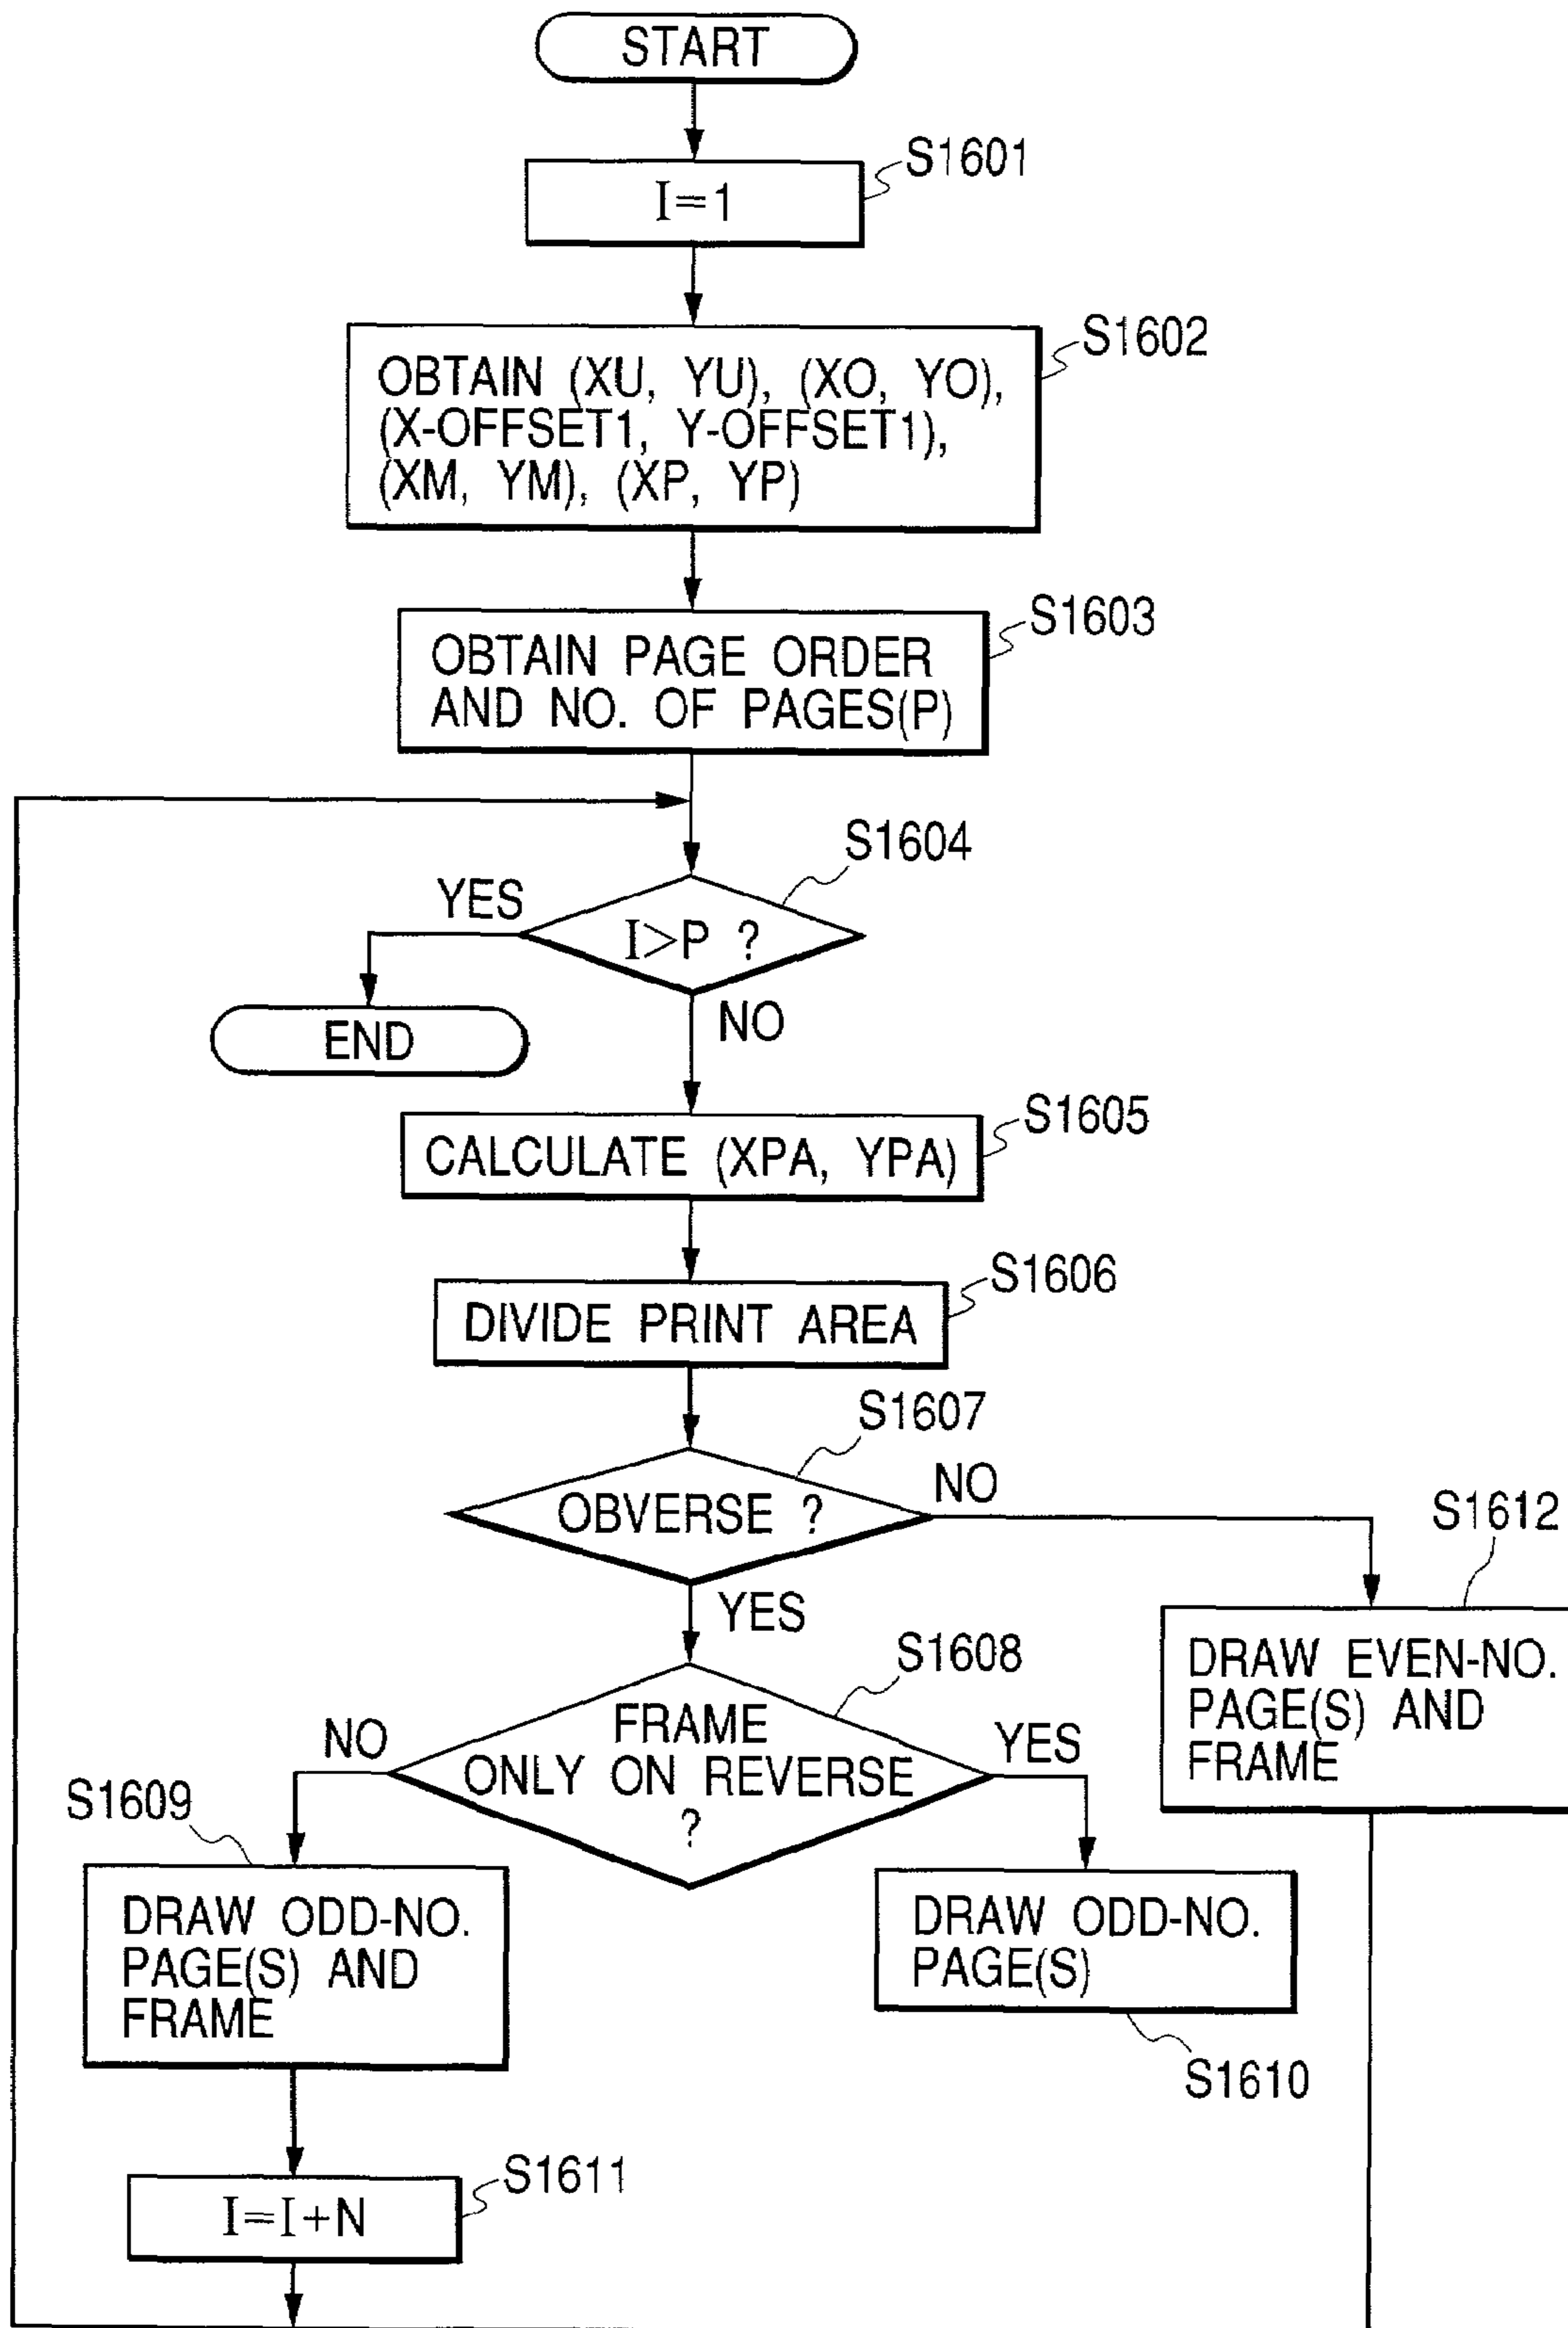 START
S1601
I=1
S1602
OBTAIN (XU, YU), (XO, YO),
(X-OFFSET1, Y-OFFSET1),
(XM, YM), (XP, YP)
S1603
OBTAIN PAGE ORDER
AND NO. OF PAGES(P)
S1604
YES
I>P ?
END
NO
S1605
CALCULATE (XPA, YPA)
S1606
DIVIDE PRINT AREA
S1607
NO
OBVERSE ?
S1612
YES
DRAW EVEN-NO.
PAGE(S) AND
FRAME
S1608
NO
FRAME
ONLY ON REVERSE
?
YES
S1609
DRAW ODD-NO.
PAGE(S) AND
FRAME
DRAW ODD-NO.
PAGE(S)
S1610
S1611
I=I+N